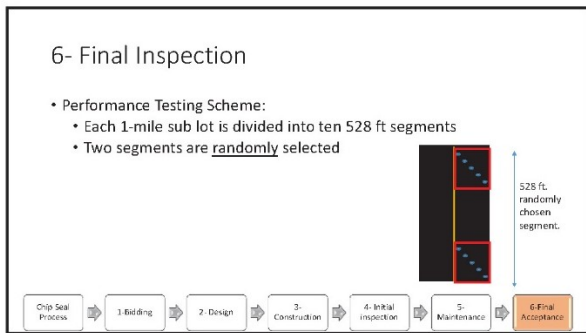 6- Final Inspection
• Performance Testing Scheme:
• Each 1-mile sub lot is divided into ten 528 ft segments
• Two segments are randomly selected
528 ft.
randomly
chosen
segment.
Chip Seal
Process
1-Bidding
2- Design
3-
Construction
4- Initial
inspection
5-
Maintenance
6-Final
Acceptance